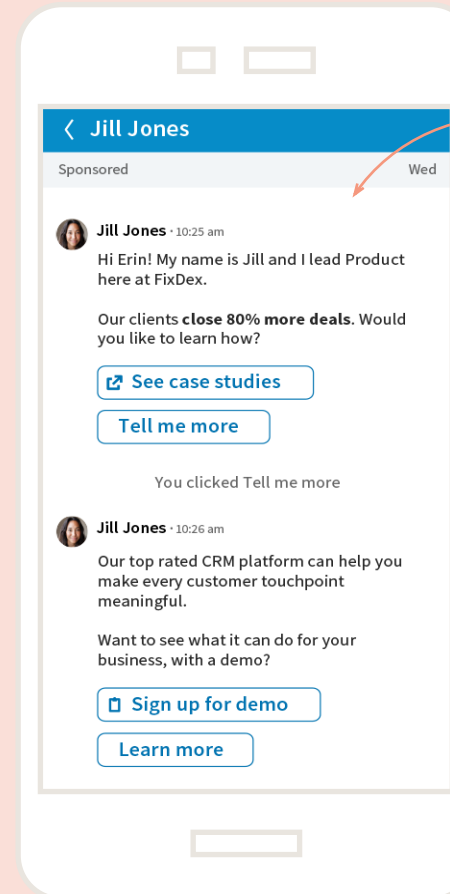 Jill Jones
Sponsored Wed
Jill Jones · 10:25 am
Hi Erin! My name is Jill and I lead Product
here at FixDex.
Our clients close 80% more deals. Would
you like to learn how?
See case studies
Tell me more
You clicked Tell me more
Jill Jones · 10:26 am
Our top rated CRM platform can help you
make every customer touchpoint
meaningful.
Want to see what it can do for your
business, with a demo?
Sign up for demo
Learn more